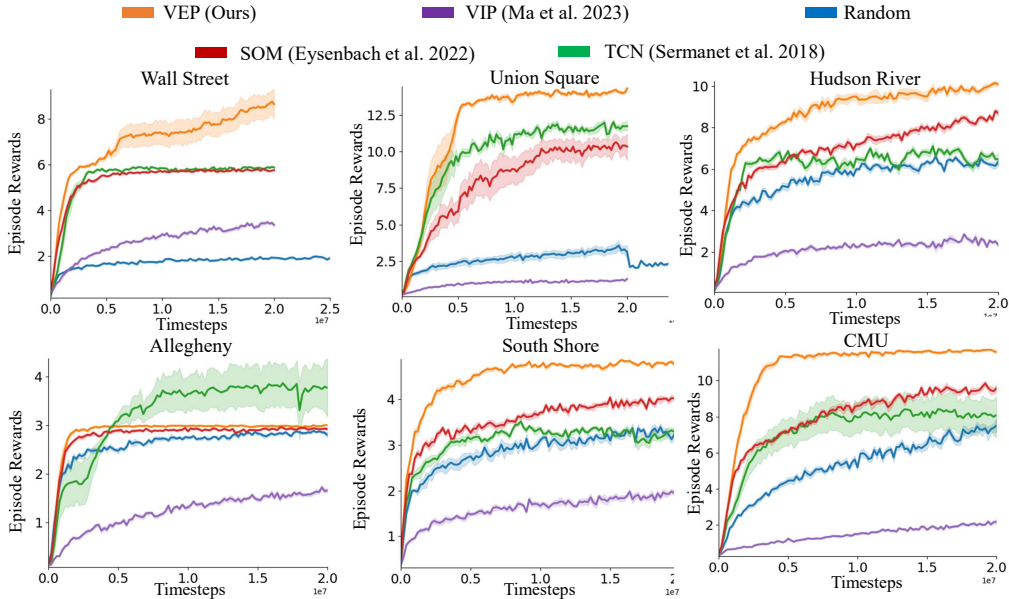 VEP (Ours) VIP (Ma et al. 2023) Random
SOM (Eysenbach et al. 2022) TCN (Sermanet et al. 2018)
Wall Street Union Square Hudson River
Episode Rewards
8
6
4
2
0.0 0.5 1.0 1.5 2.0 2.5
1e7
Timesteps
Episode Rewards
12.5
10.0
7.5
5.0
2.5
0.0 0.5 1.0 1.5 2.0
Timesteps
Episode Rewards
10
8
6
4
2
0.0 0.5 1.0 1.5 2.0
Timesteps
Allegheny South Shore CMU
Episode Rewards
4
3
2
1
0.0 0.5 1.0 1.5 2.0
1e7
Timesteps
Episode Rewards
4
3
2
1
0.0 0.5 1.0 1.5 2.0
1e7
Timesteps
Episode Rewards
10
8
6
4
2
0.0 0.5 1.0 1.5 2.0
1e7
Timesteps